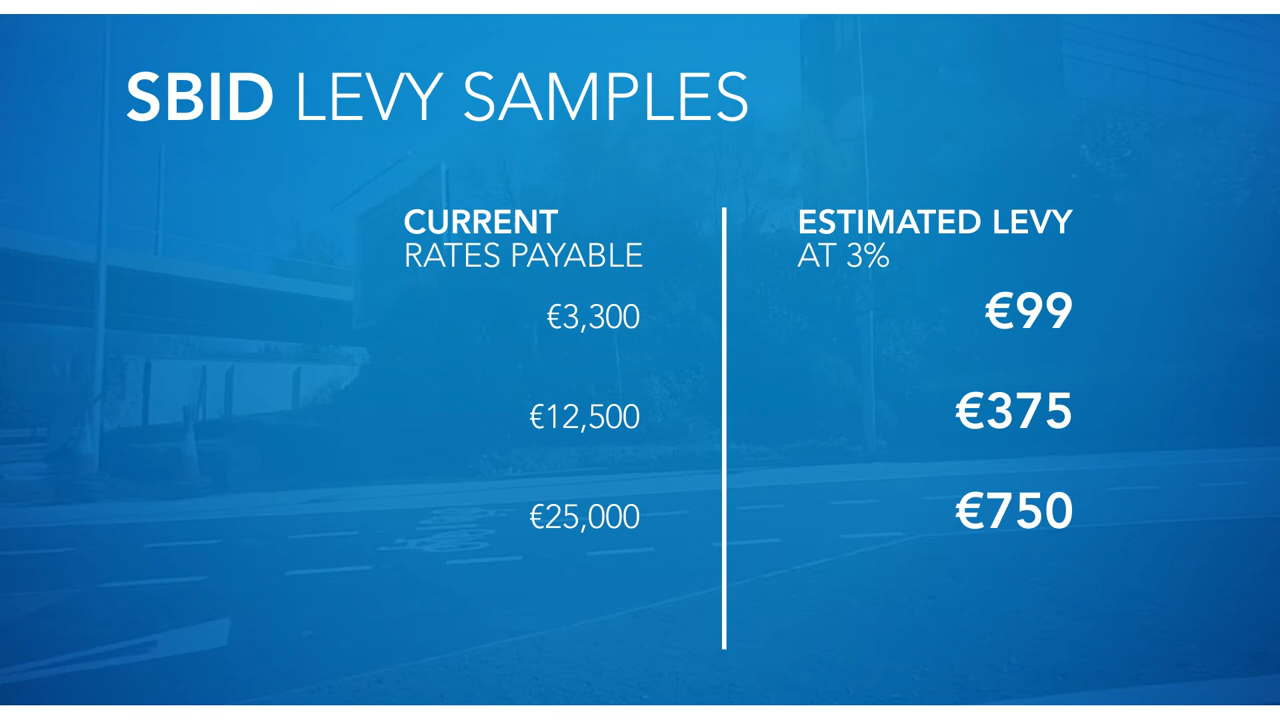 SBID LEVY SAMPLES
CURRENT
RATES PAYABLE
ESTIMATED LEVY
AT 3%
€3,300 €99
€12,500 €375
€25,000 €750